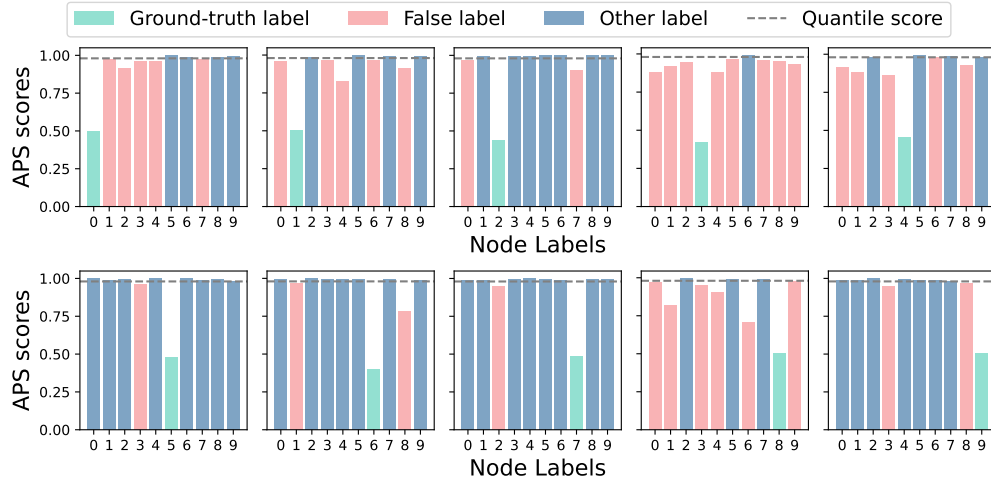 Ground-truth label False label Other label Quantile score
APS scores
1.00
0.75
0.50
0.25
0.00
0 1 2 3 4 5 6 7 8 9 0 1 2 3 4 5 6 7 8 9 0 1 2 3 4 5 6 7 8 9 0 1 2 3 4 5 6 7 8 9 0 1 2 3 4 5 6 7 8 9
Node Labels
APS scores
1.00
0.75
0.50
0.25
0.00
0 1 2 3 4 5 6 7 8 9 0 1 2 3 4 5 6 7 8 9 0 1 2 3 4 5 6 7 8 9 0 1 2 3 4 5 6 7 8 9 0 1 2 3 4 5 6 7 8 9
Node Labels